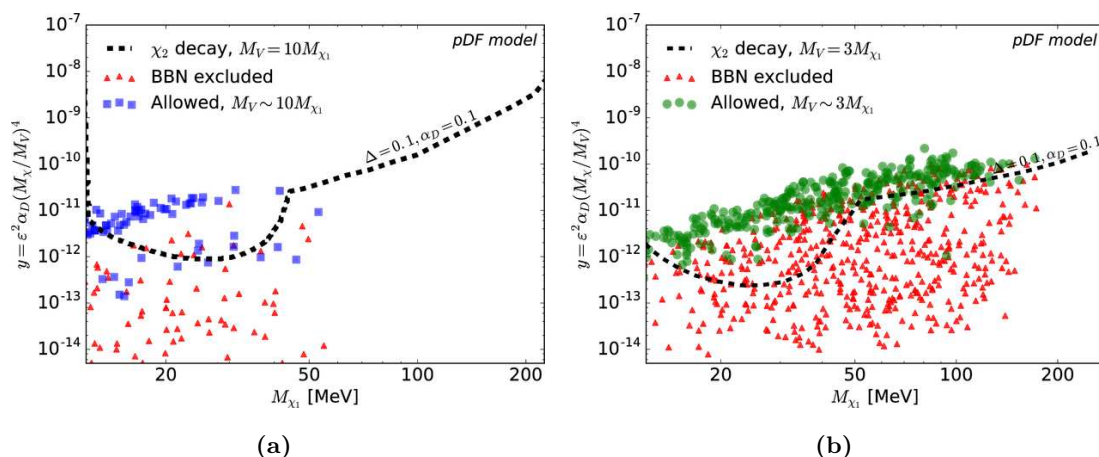 pDF model
χ₂ decay, M_V = 10M_χ₁
BBN excluded
Allowed, M_V ∼ 10M_χ₁
Δ = 0.1, α_D = 0.1
y = ε²α_D(M_χ/M_V)⁴
10⁻⁷
10⁻⁸
10⁻⁹
10⁻¹⁰
10⁻¹¹
10⁻¹²
10⁻¹³
10⁻¹⁴
20 50 100 200
M_χ₁ [MeV]
(a)
pDF model
χ₂ decay, M_V = 3M_χ₁
BBN excluded
Allowed, M_V ∼ 3M_χ₁
Δ = 0.1, α_D = 0.1
y = ε²α_D(M_χ/M_V)⁴
10⁻⁷
10⁻⁸
10⁻⁹
10⁻¹⁰
10⁻¹¹
10⁻¹²
10⁻¹³
10⁻¹⁴
20 50 100 200
M_χ₁ [MeV]
(b)